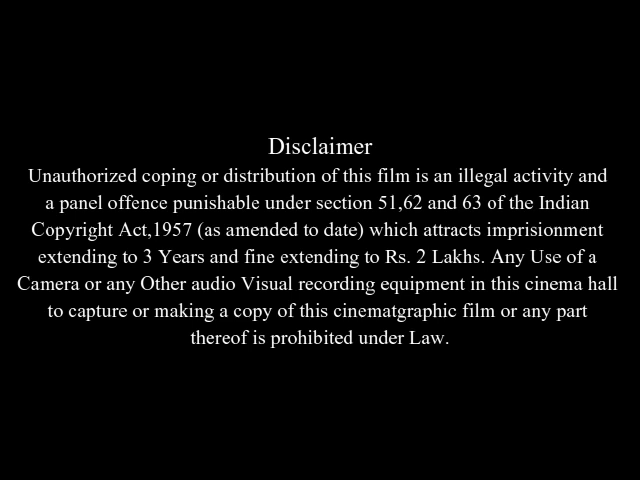 Disclaimer
Unauthorized coping or distribution of this film is an illegal activity and
a panel offence punishable under section 51,62 and 63 of the Indian
Copyright Act,1957 (as amended to date) which attracts imprisionment
extending to 3 Years and fine extending to Rs. 2 Lakhs. Any Use of a
Camera or any Other audio Visual recording equipment in this cinema hall
to capture or making a copy of this cinematgraphic film or any part
thereof is prohibited under Law.